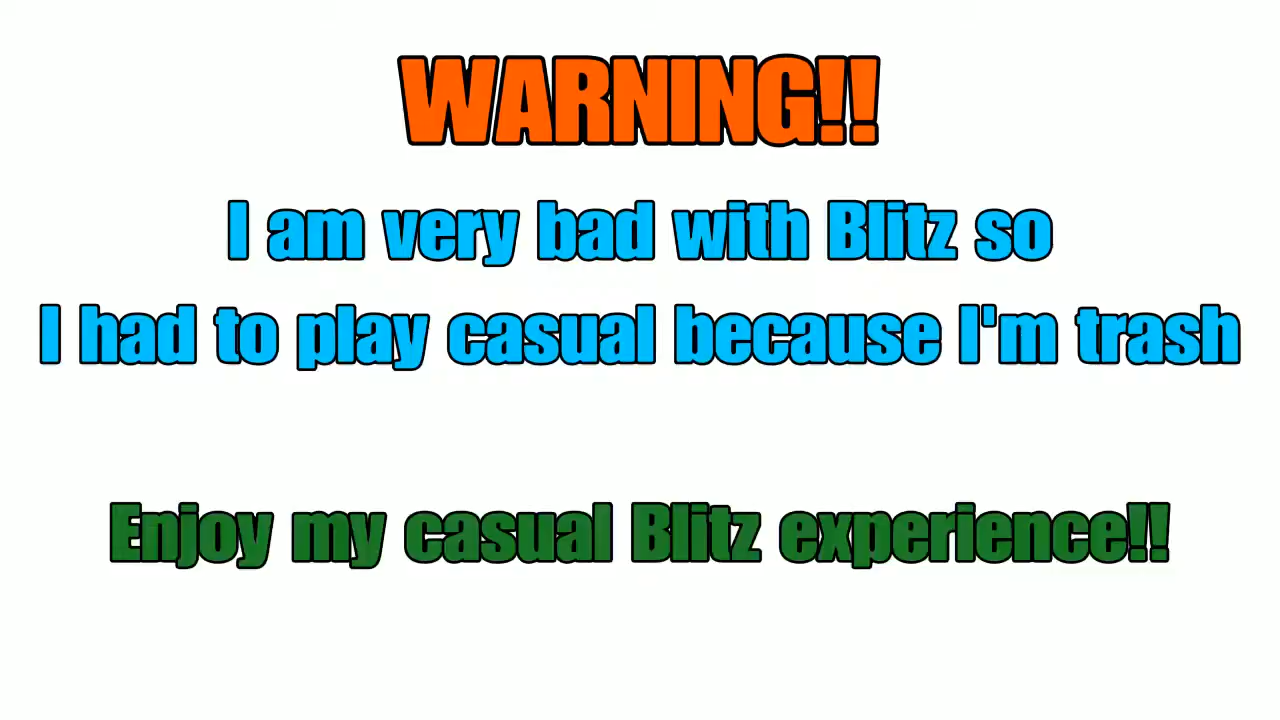 WARNING!!
I am very bad with Blitz so
I had to play casual because I'm trash
Enjoy my casual Blitz experience!!